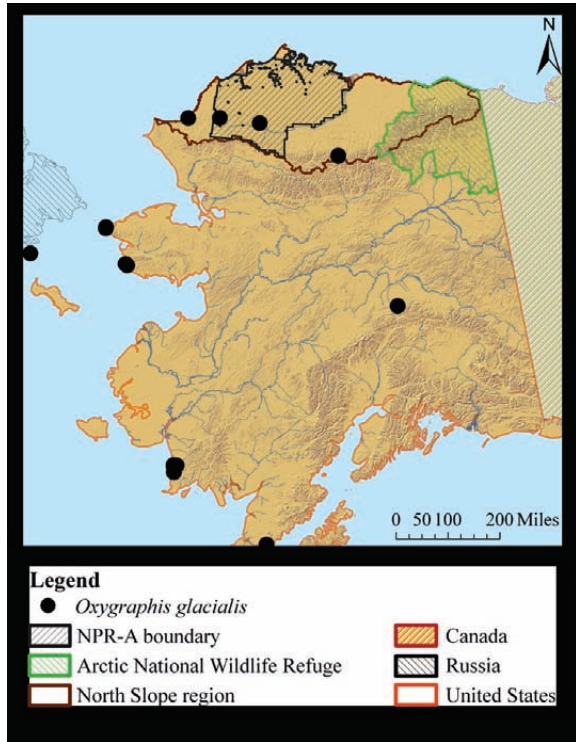 N
0 50 100 200 Miles
Legend
Oxygraphis glacialis
NPR-A boundary
Canada
Arctic National Wildlife Refuge
Russia
North Slope region
United States